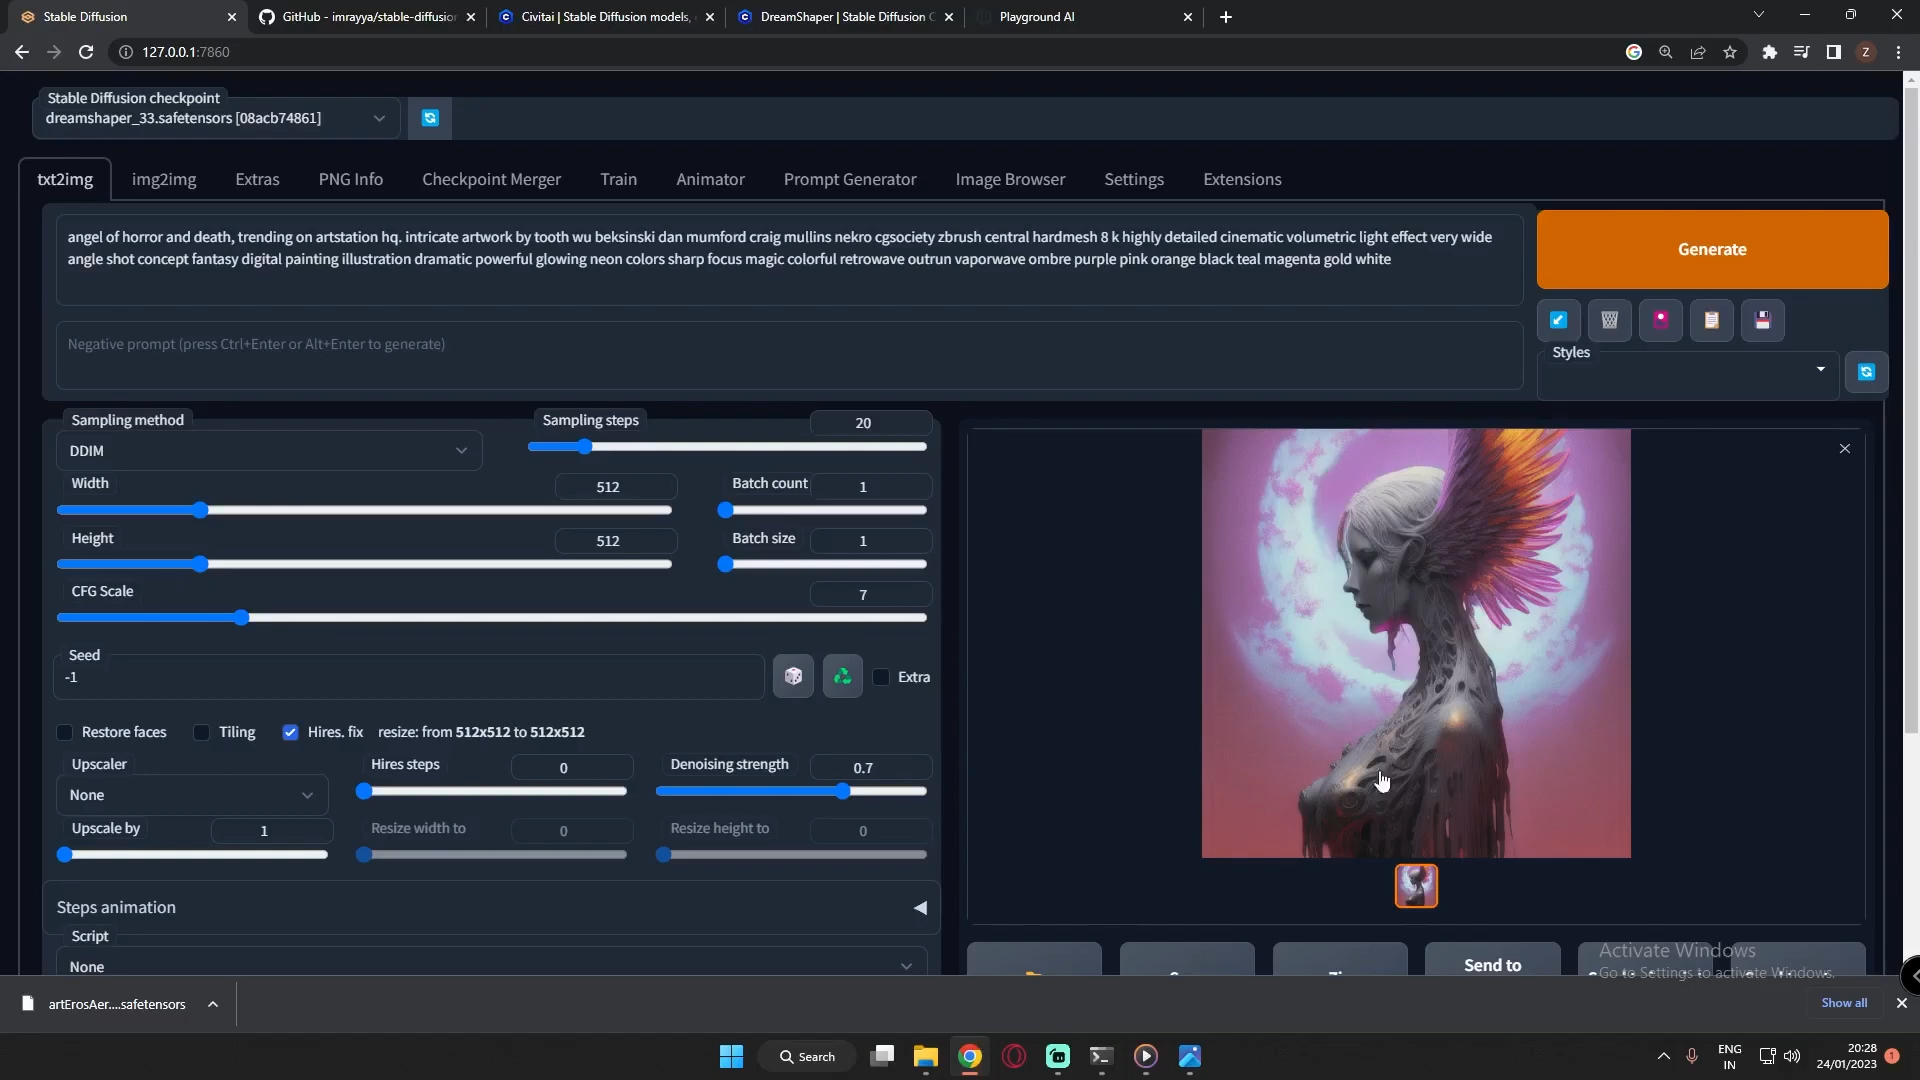 Stable Diffusion
GitHub - imrayya/stable-diffusion
Civitai | Stable Diffusion models,
DreamShaper | Stable Diffusion C
Playground AI
127.0.0.1:7860
Z
Stable Diffusion checkpoint
dreamshaper_33.safetensors [08acb74861]
txt2img
img2img
Extras
PNG Info
Checkpoint Merger
Train
Animator
Prompt Generator
Image Browser
Settings
Extensions
angel of horror and death, trending on artstation hq. intricate artwork by tooth wu beksinski dan mumford craig mullins nekro cgsociety zbrush central hardmesh 8 k highly detailed cinematic volumetric light effect very wide
angle shot concept fantasy digital painting illustration dramatic powerful glowing neon colors sharp focus magic colorful retrowave outrun vaporwave ombre purple pink orange black teal magenta gold white
Generate
Negative prompt (press Ctrl+Enter or Alt+Enter to generate)
Styles
Sampling method
DDIM
Sampling steps
20
Width
512
Batch count
1
Height
512
Batch size
1
CFG Scale
7
Seed
-1
Extra
Restore faces
Tiling
Hires. fix
resize: from 512x512 to 512x512
Upscaler
None
Hires steps
0
Denoising strength
0.7
Upscale by
1
Resize width to
0
Resize height to
0
Steps animation
Script
None
Send to
Activate Windows
Go to Settings to activate Windows.
artErosAer....safetensors
Show all
Search
ENG
IN
20:28
24/01/2023
1